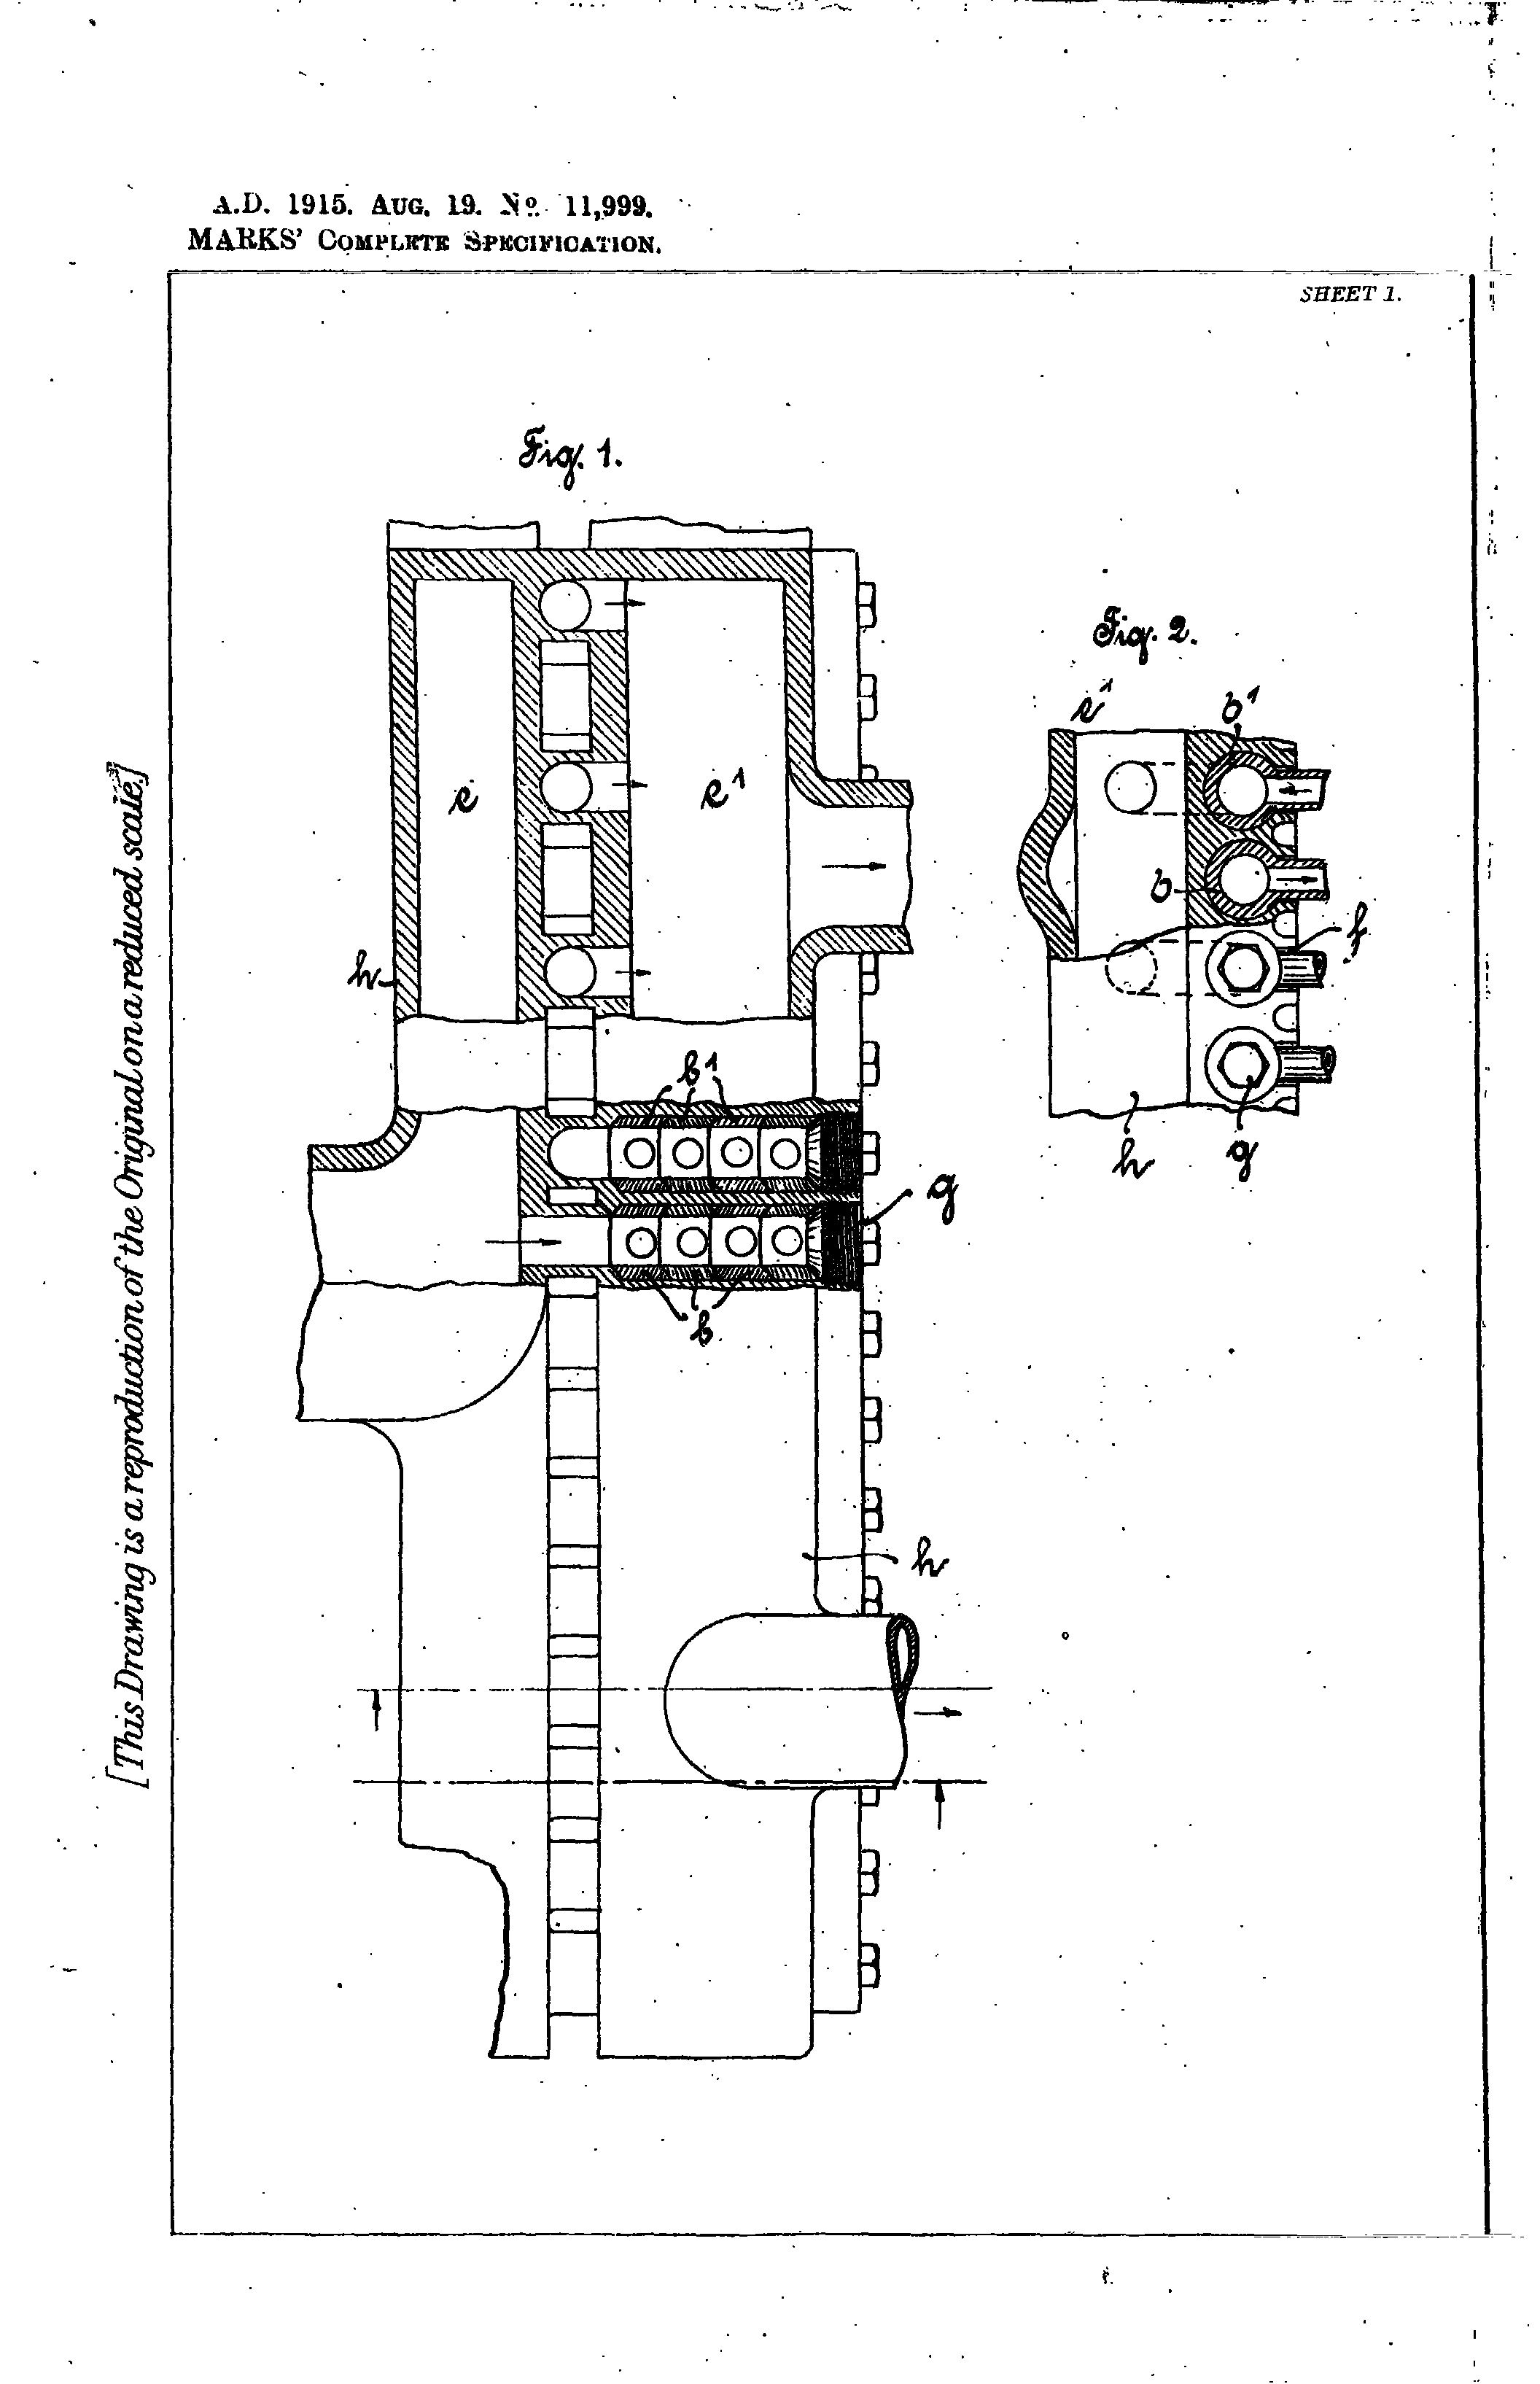 A.D. 1915. AUG. 19. No. 11,999.
MARKS' COMPLETE SPECIFICATION.
SHEET 1.
[This Drawing is a reproduction of the Original on a reduced scale.]
Fig. 1.
e
e1
h
b1
g
b
h
Fig. 2.
e1
b1
b
f
h
g